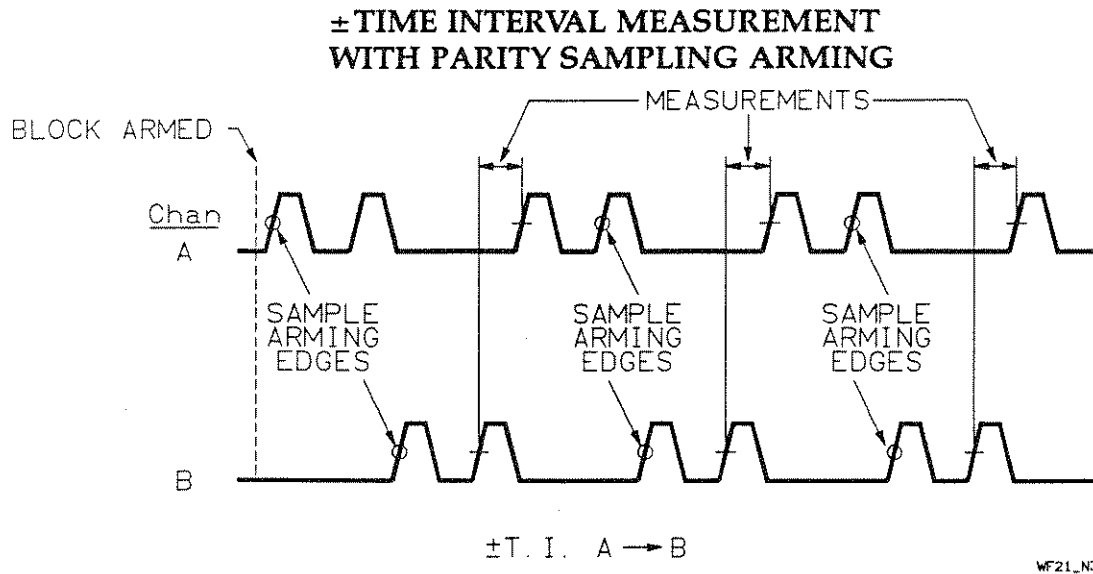 ±TIME INTERVAL MEASUREMENT
WITH PARITY SAMPLING ARMING
MEASUREMENTS
BLOCK ARMED
Chan
A
SAMPLE
ARMING
EDGES
SAMPLE
ARMING
EDGES
SAMPLE
ARMING
EDGES
B
±T. I. A → B